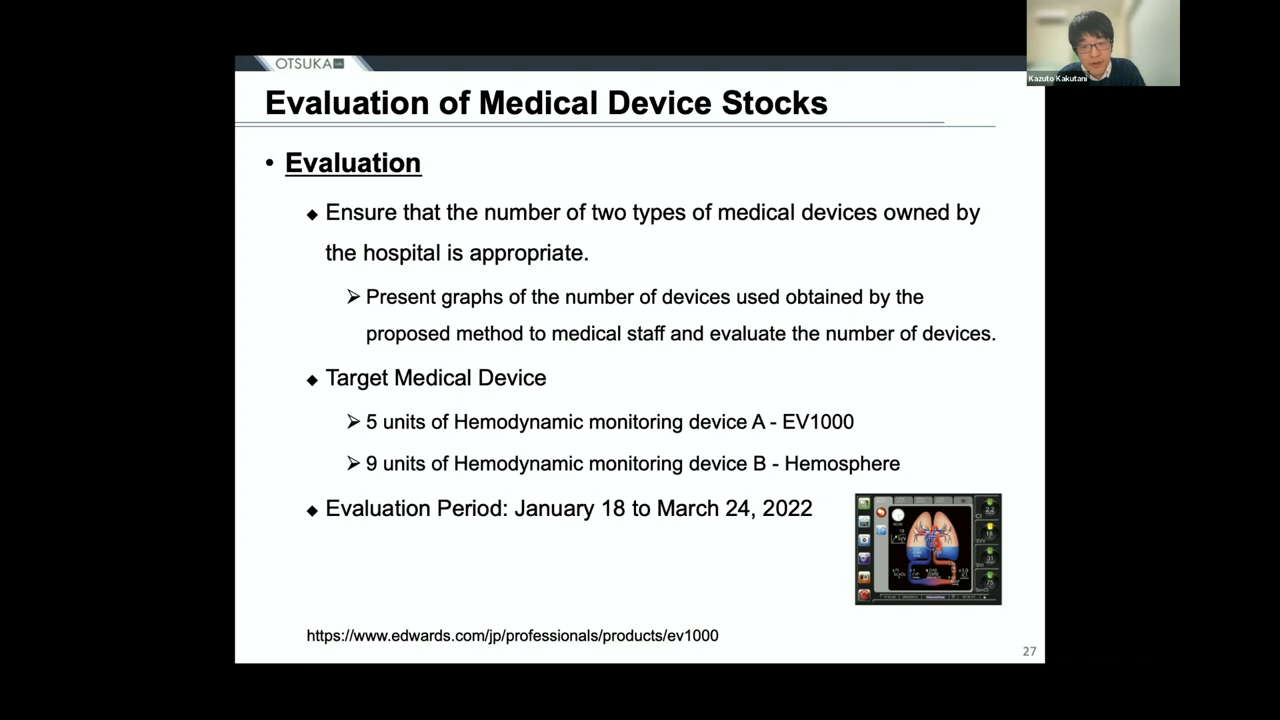 OTSUKA
Kazuto Kakutani
Evaluation of Medical Device Stocks
• Evaluation
◆ Ensure that the number of two types of medical devices owned by
the hospital is appropriate.
➢ Present graphs of the number of devices used obtained by the
proposed method to medical staff and evaluate the number of devices.
◆ Target Medical Device
➢ 5 units of Hemodynamic monitoring device A - EV1000
➢ 9 units of Hemodynamic monitoring device B - Hemosphere
◆ Evaluation Period: January 18 to March 24, 2022
https://www.edwards.com/jp/professionals/products/ev1000
27